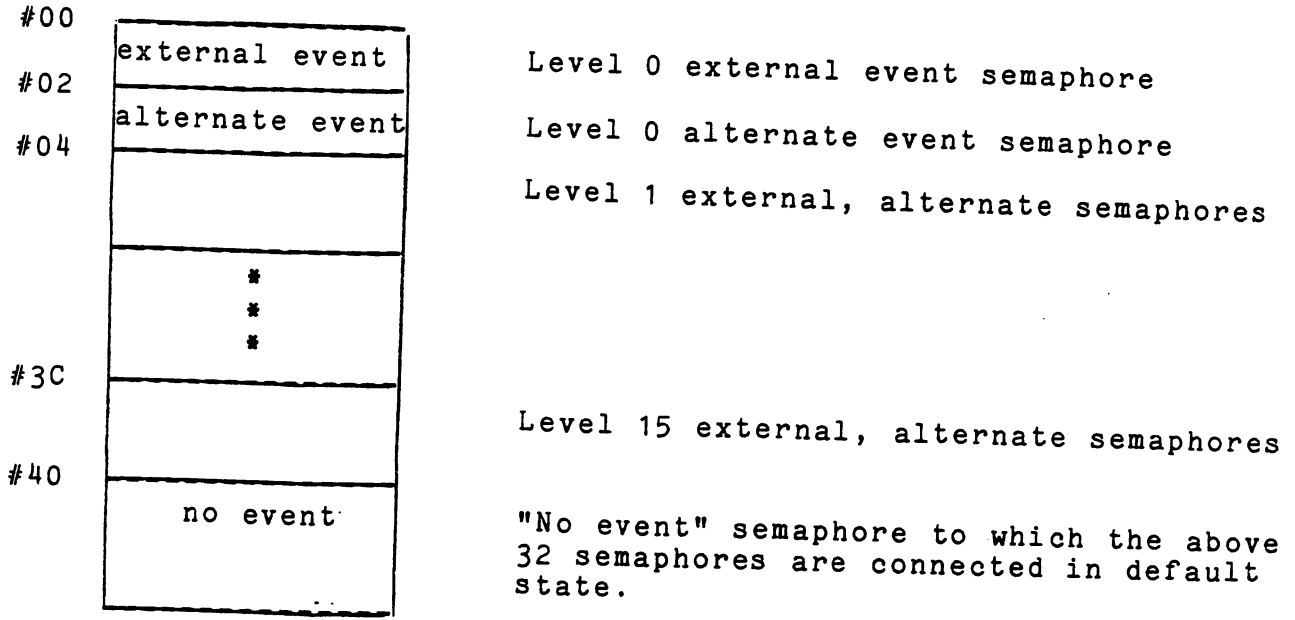 #00
external event
Level 0 external event semaphore
#02
alternate event
Level 0 alternate event semaphore
#04
Level 1 external, alternate semaphores
*
*
*
#3C
Level 15 external, alternate semaphores
#40
no event
"No event" semaphore to which the above
32 semaphores are connected in default
state.